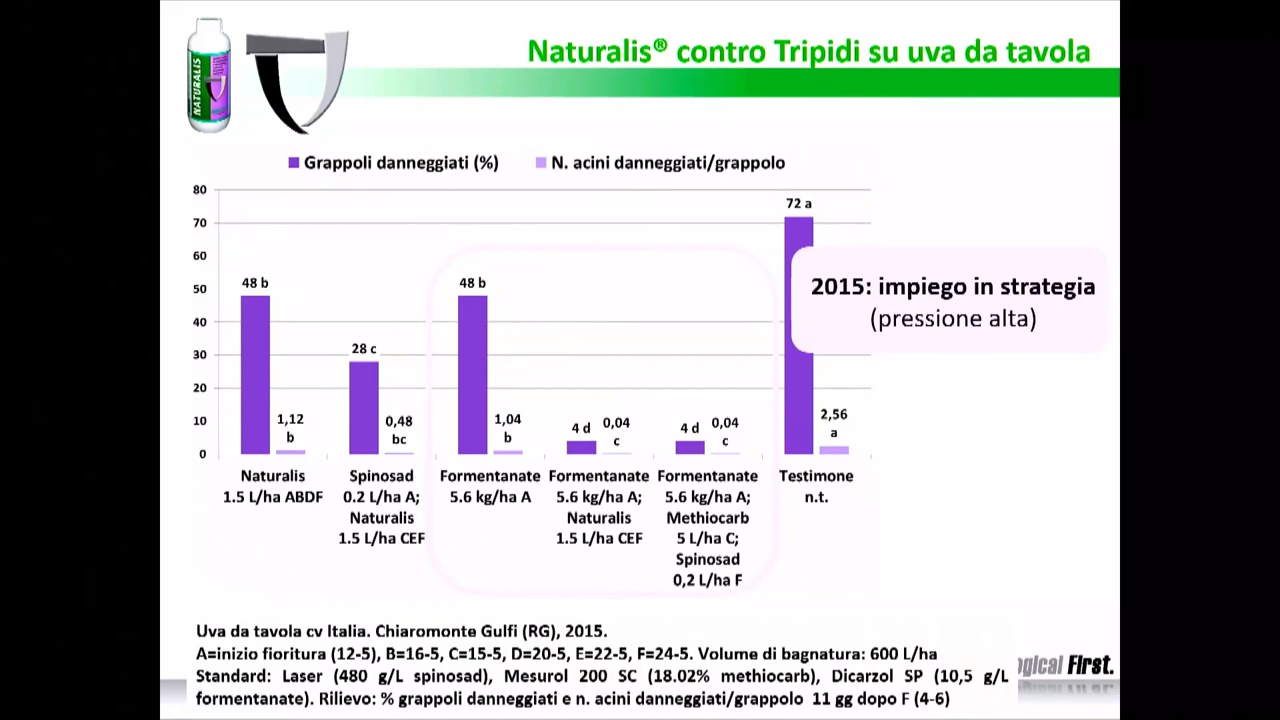 Naturalis® contro Tripidi su uva da tavola
NATURALIS
Grappoli danneggiati (%) N. acini danneggiati/grappolo
80
70
60
50
40
30
20
10
0
48 b
1,12
b
28 c
0,48
bc
48 b
1,04
b
4 d
0,04
c
4 d
0,04
c
72 a
2,56
a
2015: impiego in strategia
(pressione alta)
Naturalis
1.5 L/ha ABDF
Spinosad
0.2 L/ha A;
Naturalis
1.5 L/ha CEF
Formentanate
5.6 kg/ha A
Formentanate
5.6 kg/ha A;
Naturalis
1.5 L/ha CEF
Formentanate
5.6 kg/ha A;
Methiocarb
5 L/ha C;
Spinosad
0,2 L/ha F
Testimone
n.t.
Uva da tavola cv Italia. Chiaromonte Gulfi (RG), 2015.
A=inizio fioritura (12-5), B=16-5, C=15-5, D=20-5, E=22-5, F=24-5. Volume di bagnatura: 600 L/ha
Standard: Laser (480 g/L spinosad), Mesurol 200 SC (18.02% methiocarb), Dicarzol SP (10,5 g/L
formentanate). Rilievo: % grappoli danneggiati e n. acini danneggiati/grappolo 11 gg dopo F (4-6)
ogical First.